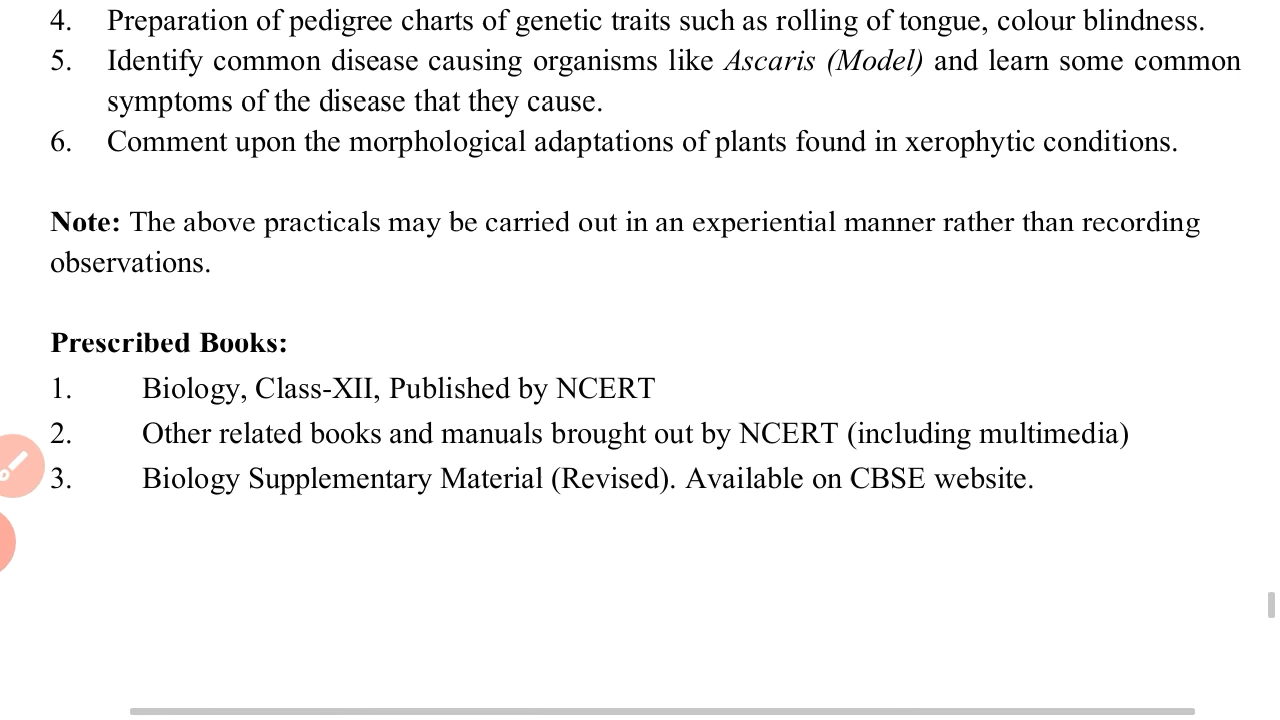 4. Preparation of pedigree charts of genetic traits such as rolling of tongue, colour blindness.
5. Identify common disease causing organisms like Ascaris (Model) and learn some common
symptoms of the disease that they cause.
6. Comment upon the morphological adaptations of plants found in xerophytic conditions.
Note: The above practicals may be carried out in an experiential manner rather than recording
observations.
Prescribed Books:
1. Biology, Class-XII, Published by NCERT
2. Other related books and manuals brought out by NCERT (including multimedia)
3. Biology Supplementary Material (Revised). Available on CBSE website.